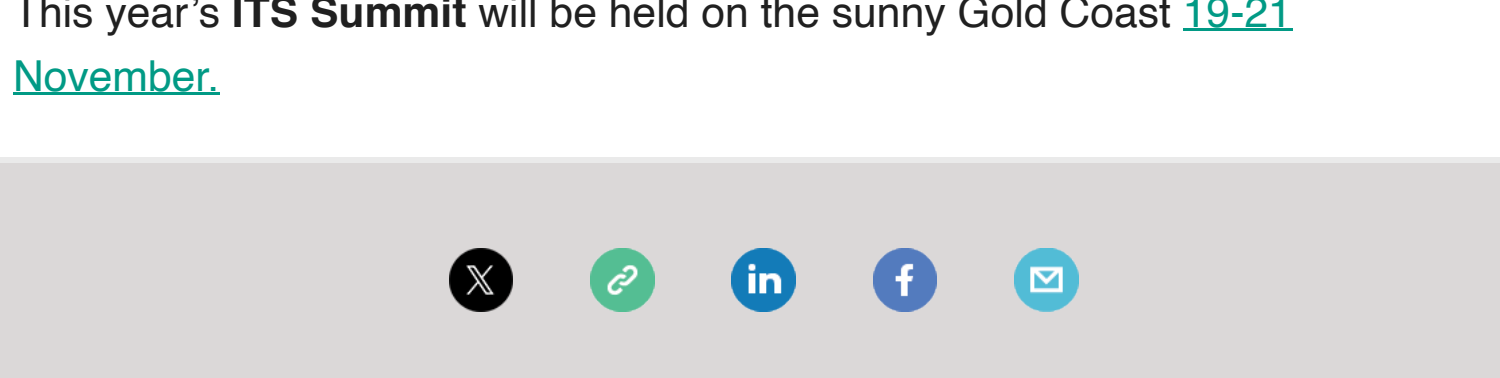 This year’s ITS Summit will be held on the sunny Gold Coast 19-21
November.